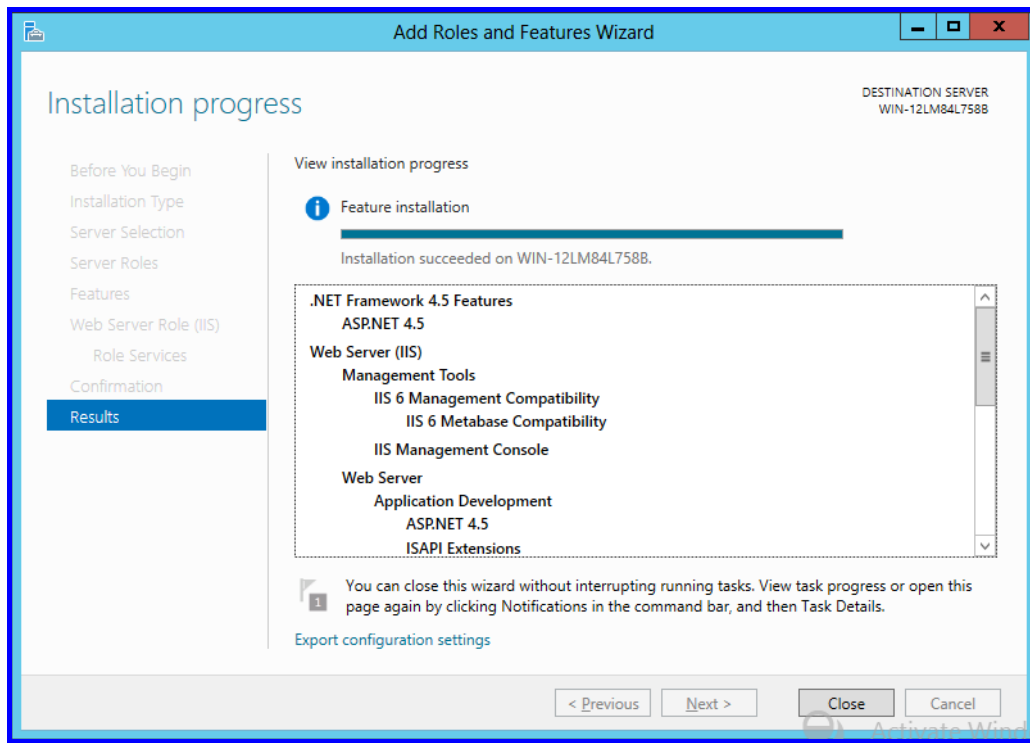 Add Roles and Features Wizard
Installation progress
DESTINATION SERVER
WIN-12LM84L758B
Before You Begin
Installation Type
Server Selection
Server Roles
Features
Web Server Role (IIS)
Role Services
Confirmation
Results
View installation progress
Feature installation
Installation succeeded on WIN-12LM84L758B.
.NET Framework 4.5 Features
ASP.NET 4.5
Web Server (IIS)
Management Tools
IIS 6 Management Compatibility
IIS 6 Metabase Compatibility
IIS Management Console
Web Server
Application Development
ASP.NET 4.5
ISAPI Extensions
1
You can close this wizard without interrupting running tasks. View task progress or open this
page again by clicking Notifications in the command bar, and then Task Details.
Export configuration settings
< Previous Next > Close Cancel
Activate Wind